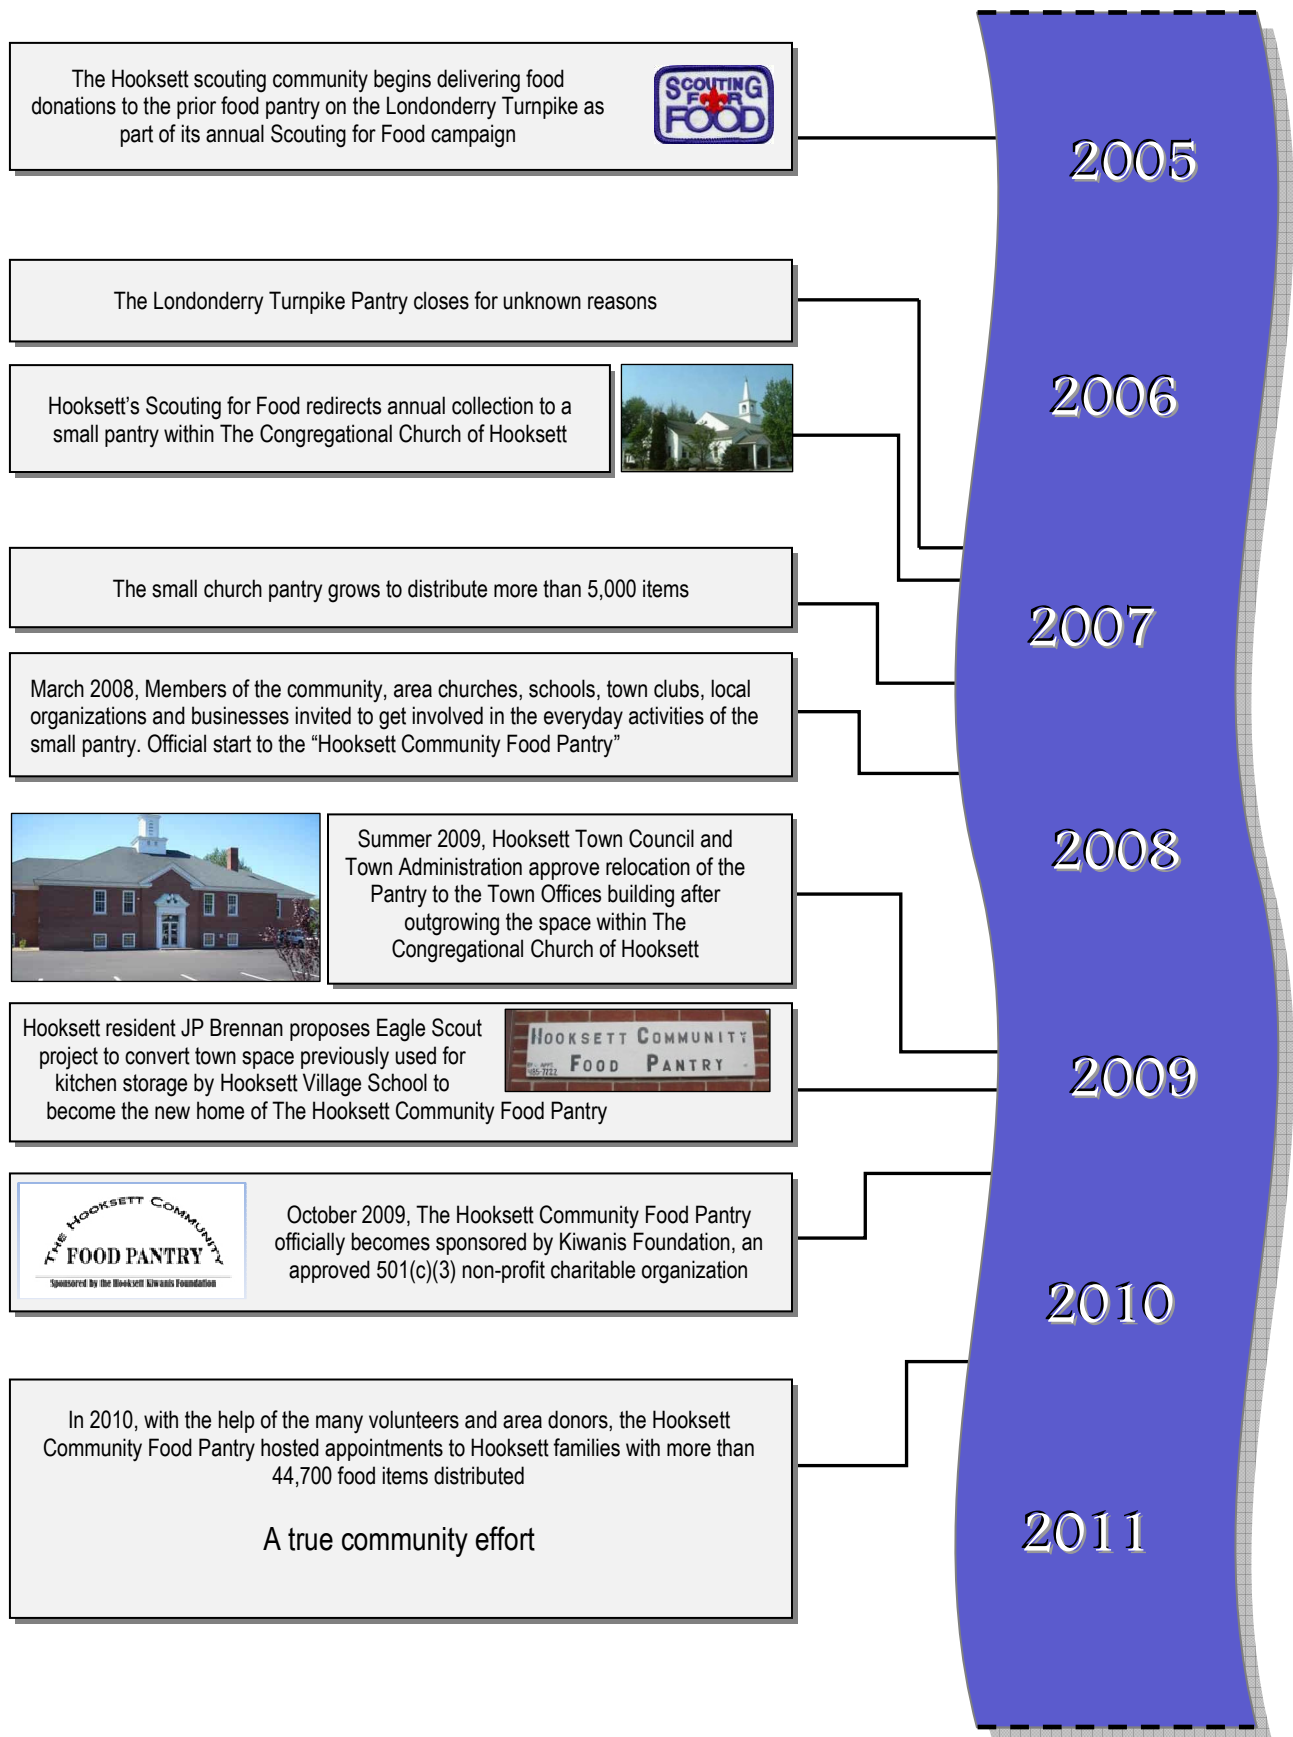 The Hooksett scouting community begins delivering food
donations to the prior food pantry on the Londonderry Turnpike as
part of its annual Scouting for Food campaign
SCOUTING
FOR
FOOD
2005
The Londonderry Turnpike Pantry closes for unknown reasons
2006
Hooksett’s Scouting for Food redirects annual collection to a
small pantry within The Congregational Church of Hooksett
The small church pantry grows to distribute more than 5,000 items
2007
March 2008, Members of the community, area churches, schools, town clubs, local
organizations and businesses invited to get involved in the everyday activities of the
small pantry. Official start to the “Hooksett Community Food Pantry”
2008
Summer 2009, Hooksett Town Council and
Town Administration approve relocation of the
Pantry to the Town Offices building after
outgrowing the space within The
Congregational Church of Hooksett
Hooksett resident JP Brennan proposes Eagle Scout
project to convert town space previously used for
kitchen storage by Hooksett Village School to
become the new home of The Hooksett Community Food Pantry
HOOKSETT COMMUNITY
FOOD PANTRY
485-7222
2009
THE HOOKSETT COMMUNITY
FOOD PANTRY
Sponsored by the Hooksett Kiwanis Foundation
October 2009, The Hooksett Community Food Pantry
officially becomes sponsored by Kiwanis Foundation, an
approved 501(c)(3) non-profit charitable organization
2010
In 2010, with the help of the many volunteers and area donors, the Hooksett
Community Food Pantry hosted appointments to Hooksett families with more than
44,700 food items distributed
A true community effort
2011